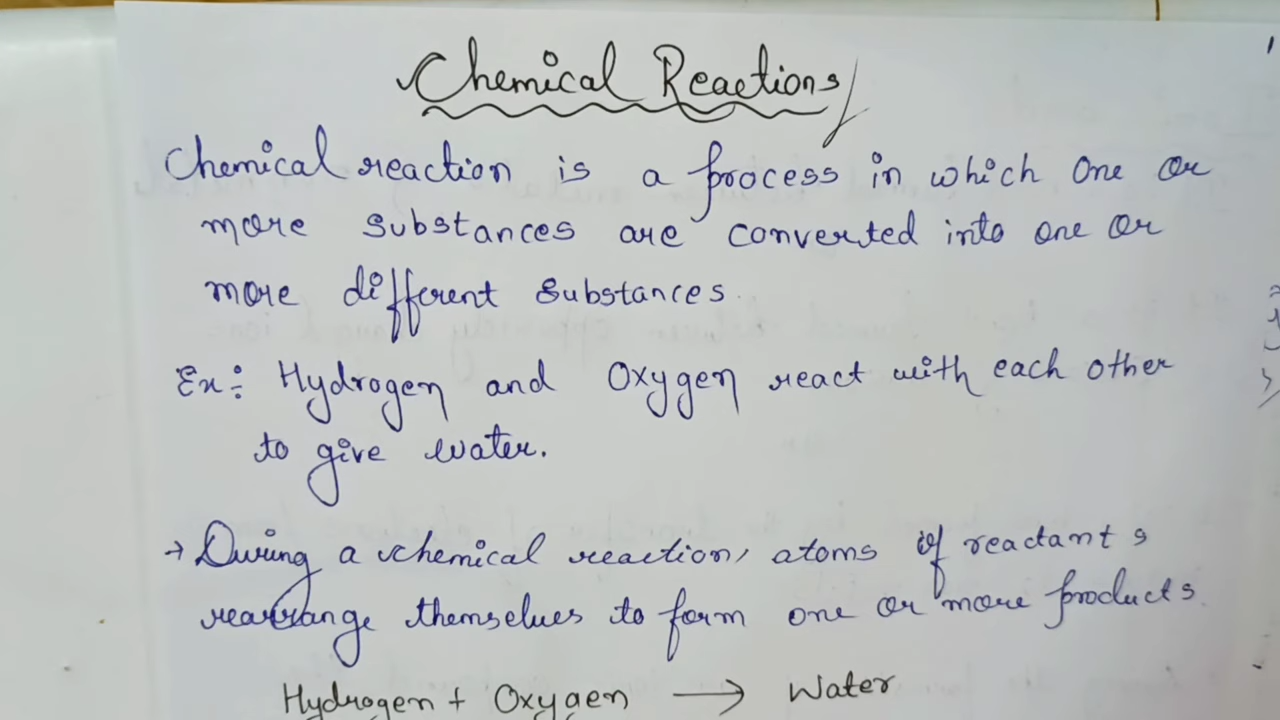 Chemical Reactions
Chemical reaction is a process in which one or
more substances are converted into one or
more different substances.
Ex:- Hydrogen and Oxygen react with each other
to give water.
→ During a chemical reaction, atoms of reactants
rearrange themselves to form one or more products.
Hydrogen + Oxygen → Water